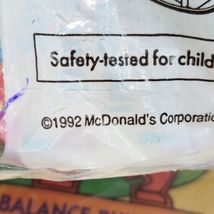 Safety-tested for child
©1992 McDonald's Corporatio
BALANCE